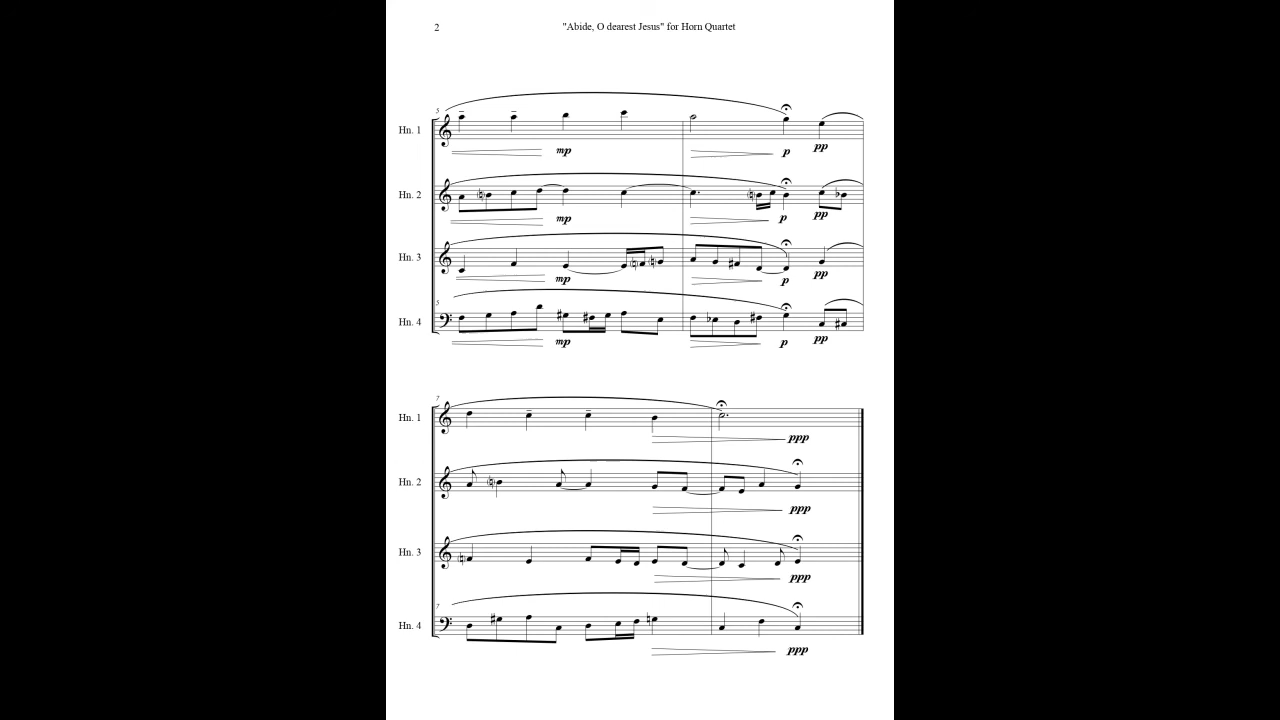 2
"Abide, O dearest Jesus" for Horn Quartet
5
Hn. 1
mp
p
pp
Hn. 2
mp
p
pp
Hn. 3
mp
p
pp
5
Hn. 4
mp
p
pp
7
Hn. 1
ppp
Hn. 2
ppp
Hn. 3
ppp
7
Hn. 4
ppp